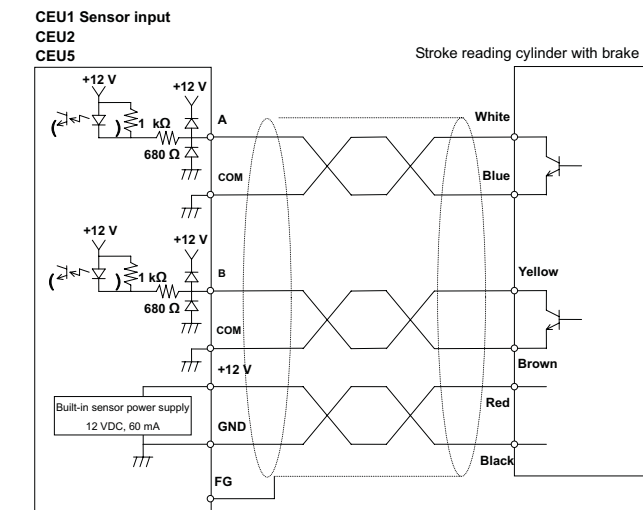 CEU1 Sensor input
CEU2
CEU5
Stroke reading cylinder with brake
+12 V
+12 V
A
White
1 kΩ
680 Ω
COM
Blue
+12 V
+12 V
B
Yellow
1 kΩ
680 Ω
COM
Brown
+12 V
Red
Built-in sensor power supply
12 VDC, 60 mA
GND
Black
FG